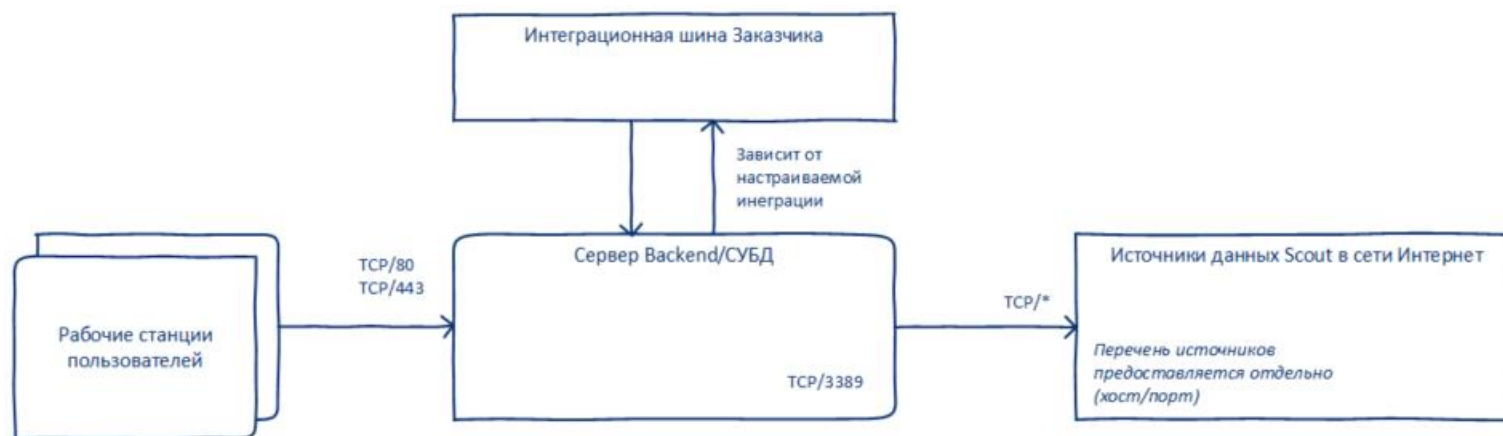 Интеграционная шина Заказчика
Зависит от
настраиваемой
инеграции
TCP/80
TCP/443
Рабочие станции
пользователей
Сервер Backend/СУБД
TCP/3389
TCP/*
Источники данных Scout в сети Интернет
Перечень источников
предоставляется отдельно
(хост/порт)